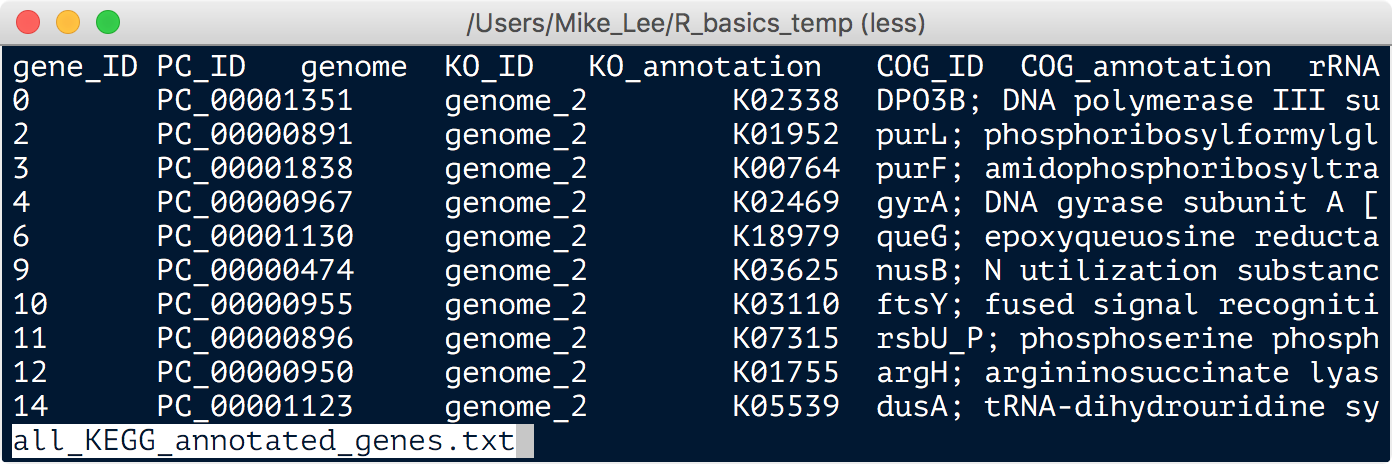 /Users/Mike_Lee/R_basics_temp (less)
gene_ID PC_ID genome KO_ID KO_annotation COG_ID COG_annotation rRNA
0 PC_00001351 genome_2 K02338 DPO3B; DNA polymerase III su
2 PC_00000891 genome_2 K01952 purL; phosphoribosylformylgl
3 PC_00001838 genome_2 K00764 purF; amidophosphoribosyltra
4 PC_00000967 genome_2 K02469 gyrA; DNA gyrase subunit A [
6 PC_00001130 genome_2 K18979 queG; epoxyqueuosine reducta
9 PC_00000474 genome_2 K03625 nusB; N utilization substanc
10 PC_00000955 genome_2 K03110 ftsY; fused signal recogniti
11 PC_00000896 genome_2 K07315 rsbU_P; phosphoserine phosph
12 PC_00000950 genome_2 K01755 argH; argininosuccinate lyas
14 PC_00001123 genome_2 K05539 dusA; tRNA-dihydrouridine sy
all_KEGG_annotated_genes.txt